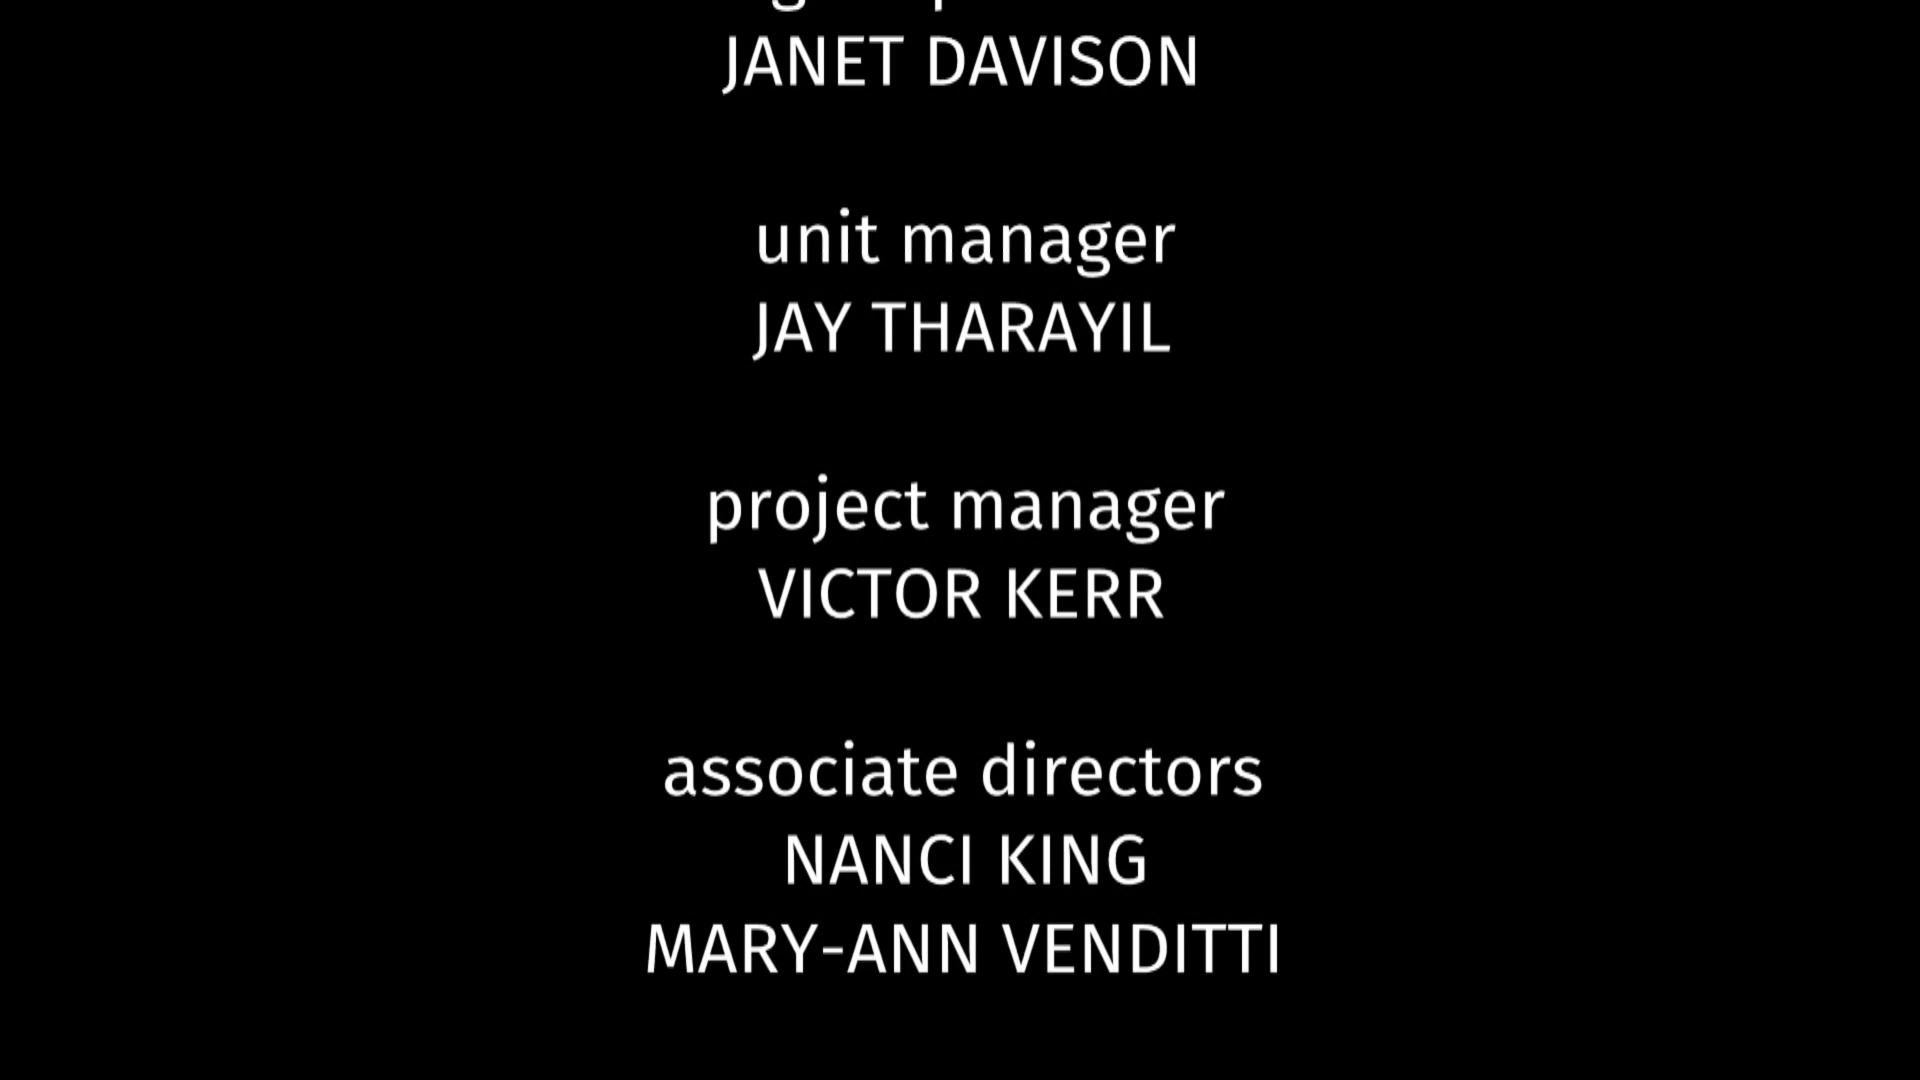 JANET DAVISON
unit manager
JAY THARAYIL
project manager
VICTOR KERR
associate directors
NANCI KING
MARY-ANN VENDITTI